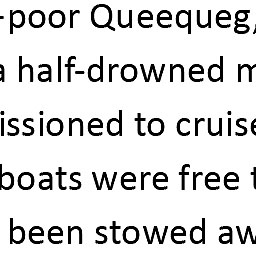 -poor Queequeg,
a half-drowned m
issioned to cruise
boats were free t
been stowed aw